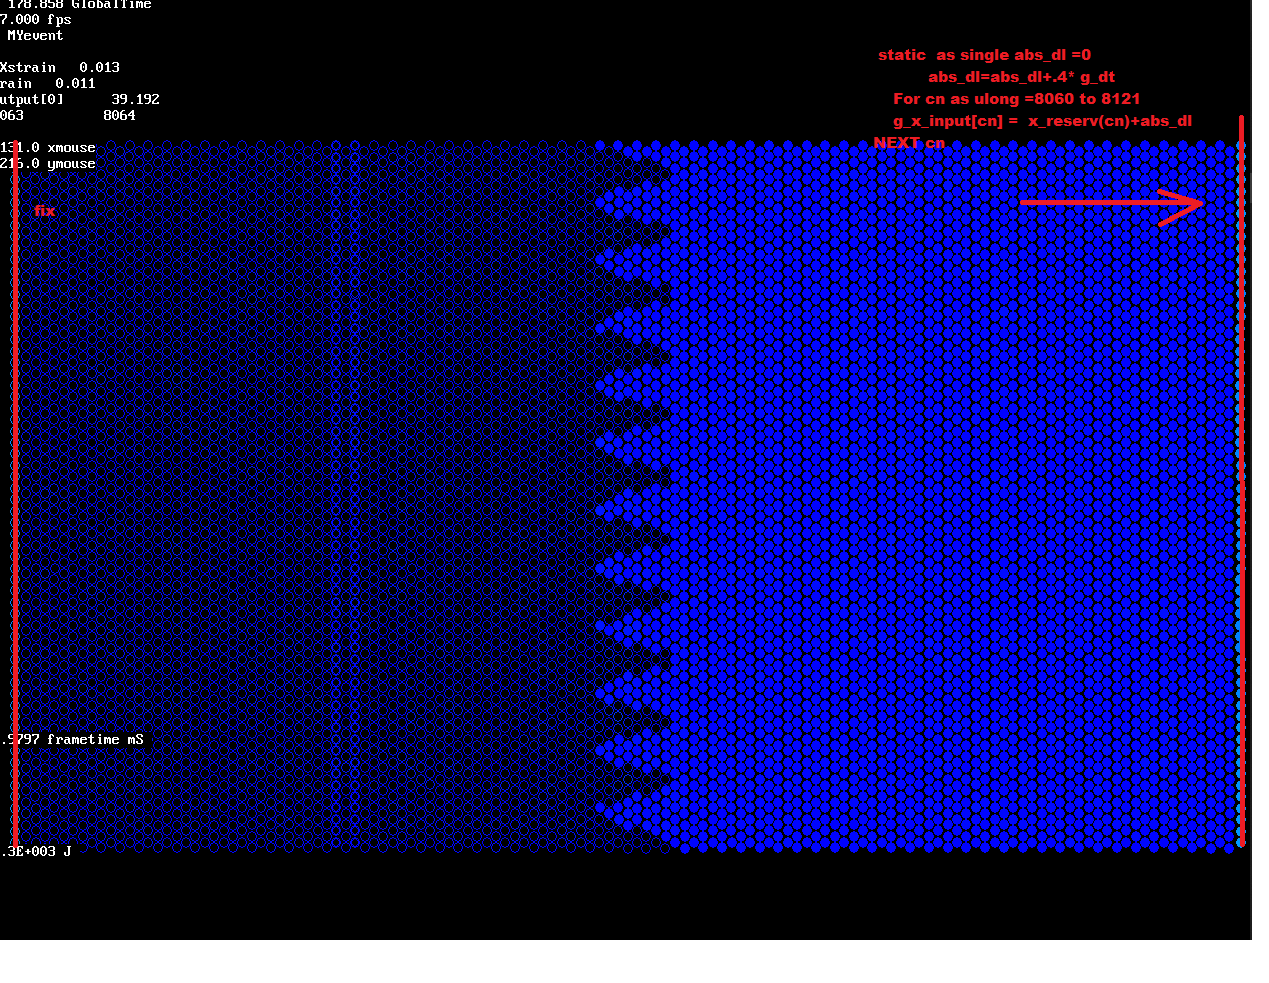 178.858 GlobalTime
7.000 fps
MYevent
Xstrain 0.013
rain 0.011
utput[0] 39.192
063 8064
131.0 xmouse
215.0 ymouse
static as single abs_dl =0
abs_dl=abs_dl+.4* g_dt
For cn as ulong =8060 to 8121
g_x_input[cn] = x_reserv(cn)+abs_dl
NEXT cn
fix
.9797 frametime mS
.3E+003 J